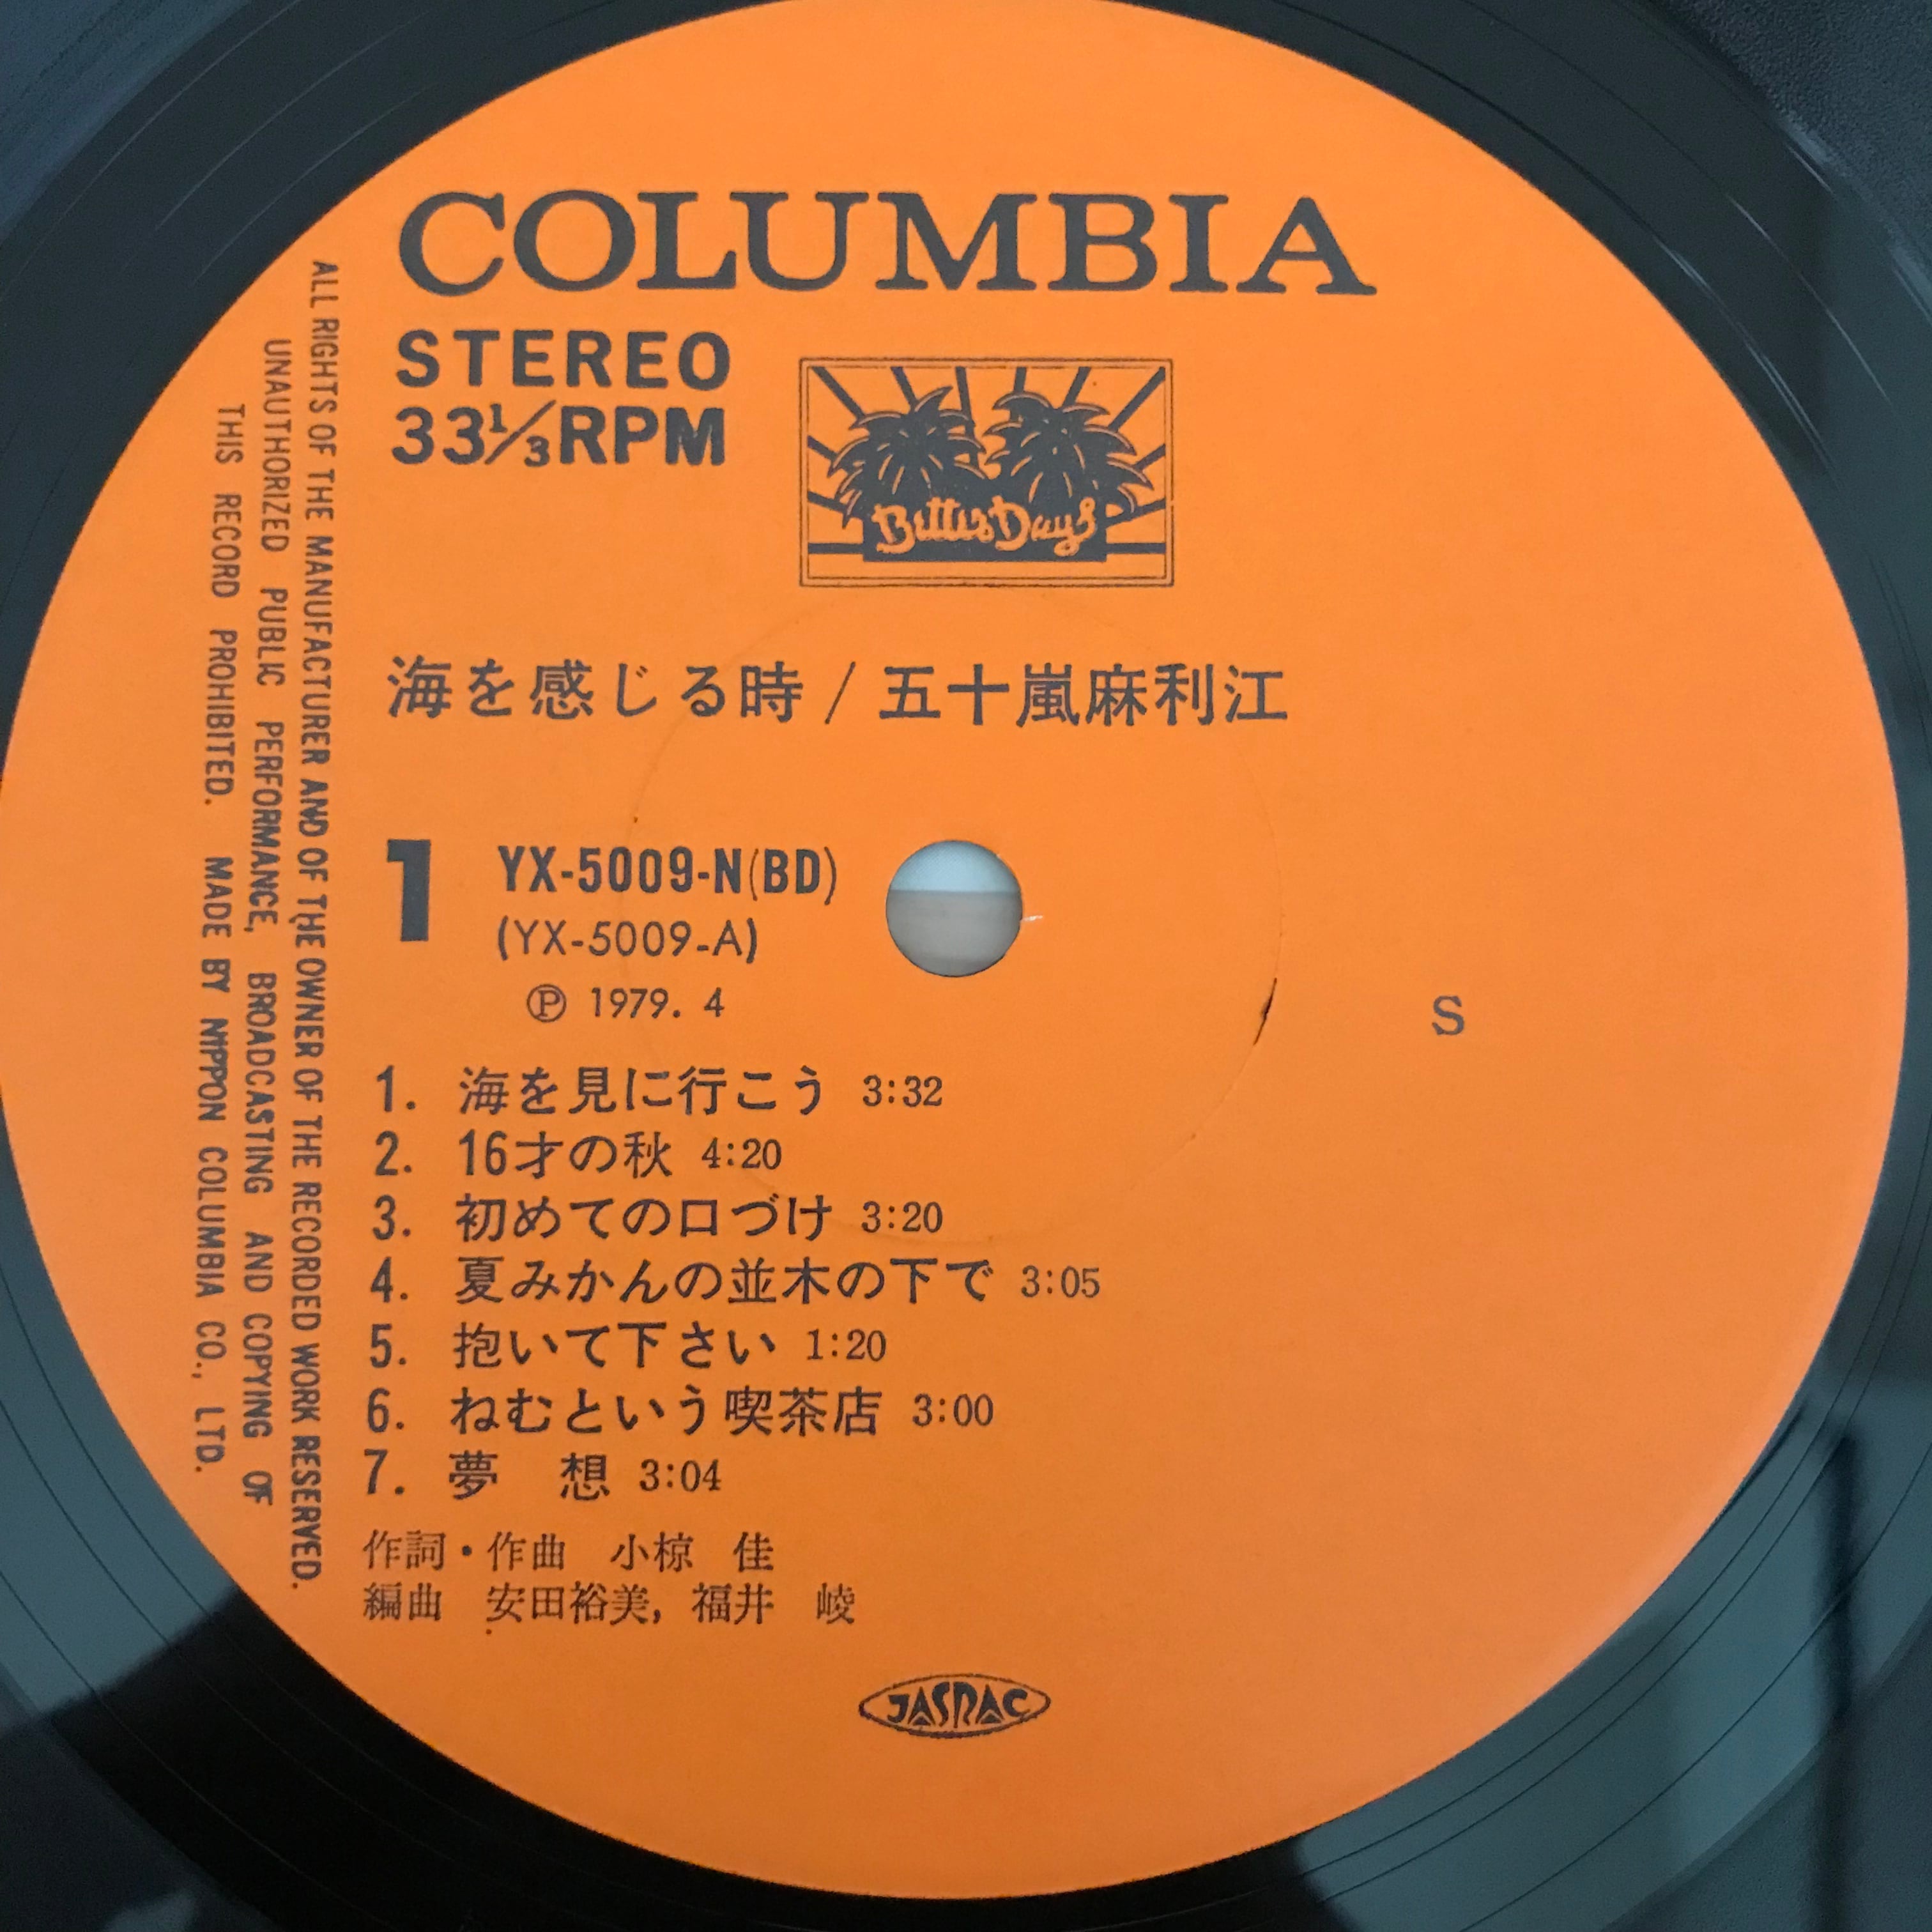 COLUMBIA
STEREO
33 1/3 RPM
Better Days
海を感じる時 / 五十嵐麻利江
1
YX-5009-N(BD)
(YX-5009-A)
Ⓟ 1979. 4
S
1. 海を見に行こう 3:32
2. 16才の秋 4:20
3. 初めての口づけ 3:20
4. 夏みかんの並木の下で 3:05
5. 抱いて下さい 1:20
6. ねむという喫茶店 3:00
7. 夢 想 3:04
作詞・作曲 小椋 佳
編曲 安田裕美, 福井 崚
JASRAC
ALL RIGHTS OF THE MANUFACTURER AND OF THE OWNER OF THE RECORDED WORK RESERVED.
UNAUTHORIZED PUBLIC PERFORMANCE, BROADCASTING AND COPYING OF
THIS RECORD PROHIBITED. MADE BY NIPPON COLUMBIA CO., LTD.